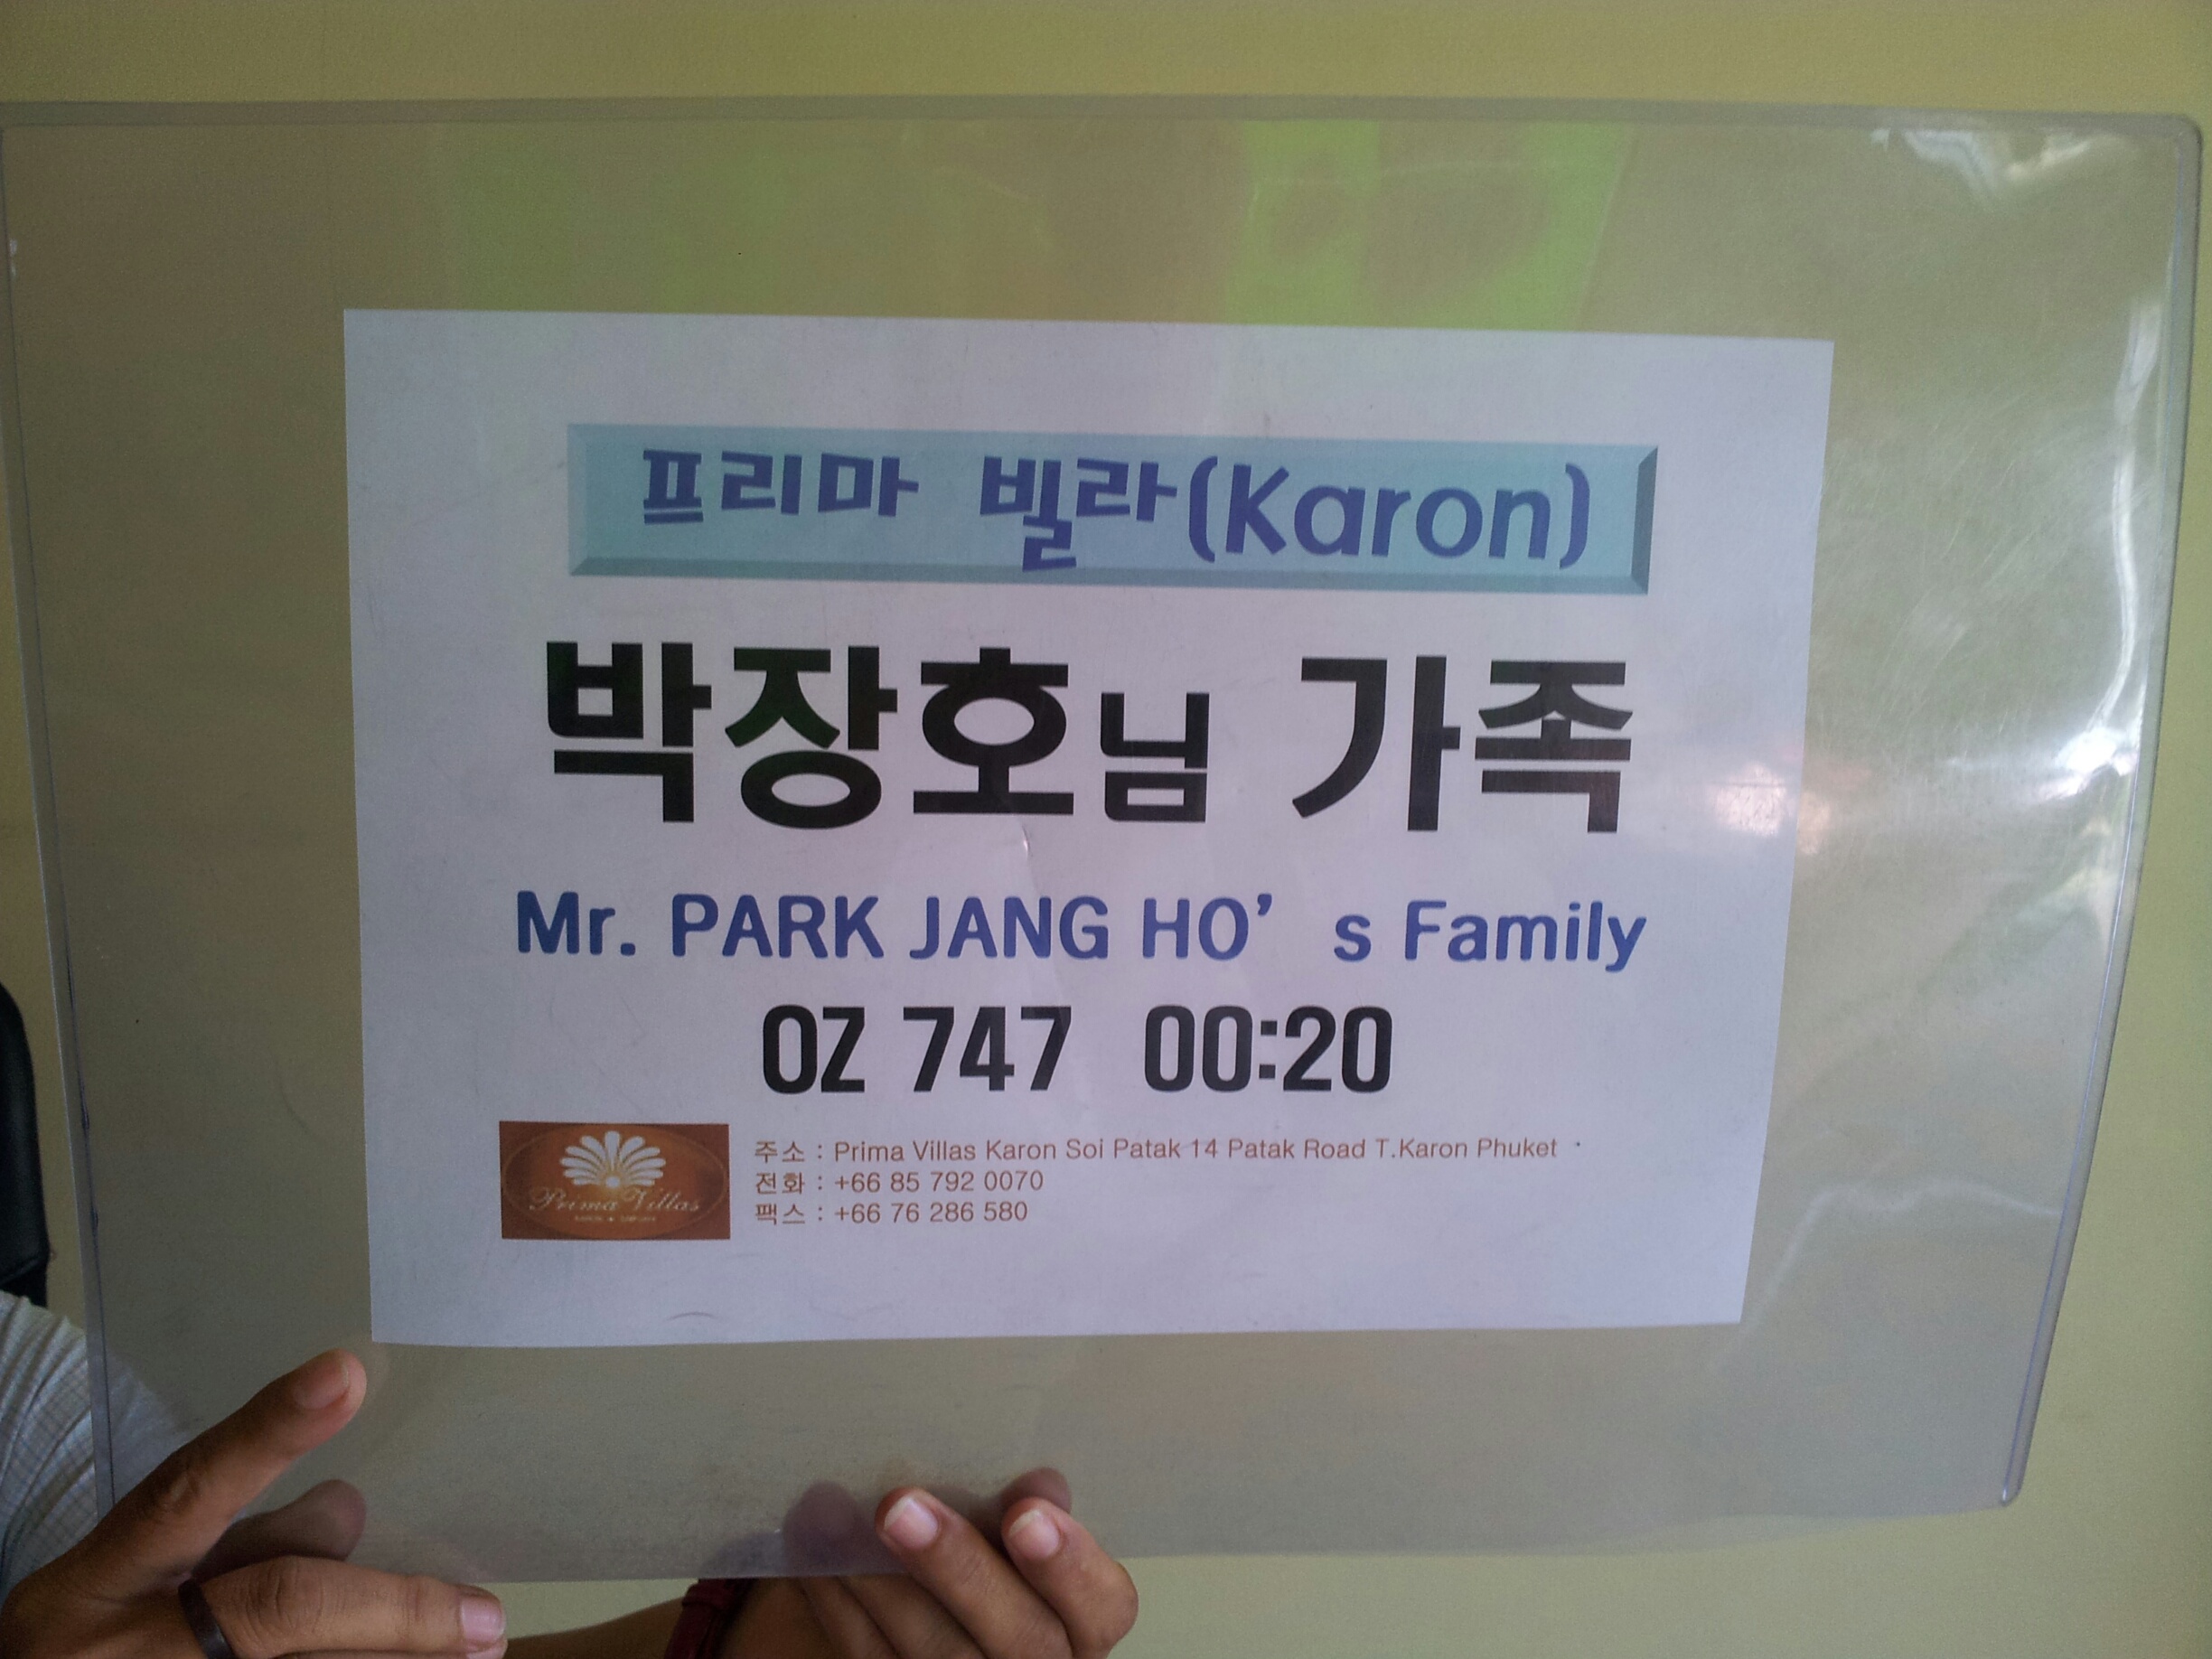 프리마 빌라(Karon)
박장호님 가족
Mr. PARK JANG HO’ s Family
OZ 747 00:20
Prima Villas
주소 : Prima Villas Karon Soi Patak 14 Patak Road T.Karon Phuket
전화 : +66 85 792 0070
팩스 : +66 76 286 580